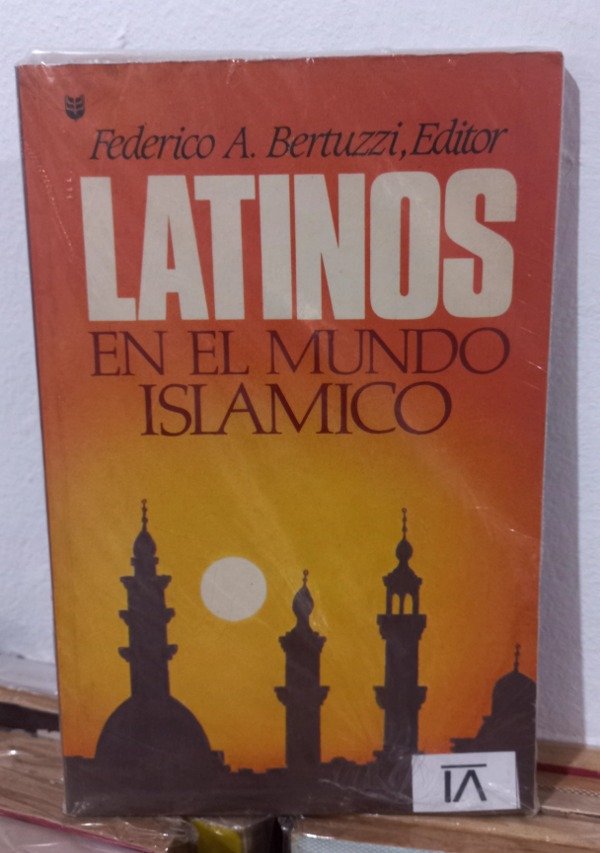 Federico A. Bertuzzi, Editor
LATINOS
EN EL MUNDO
ISLAMICO